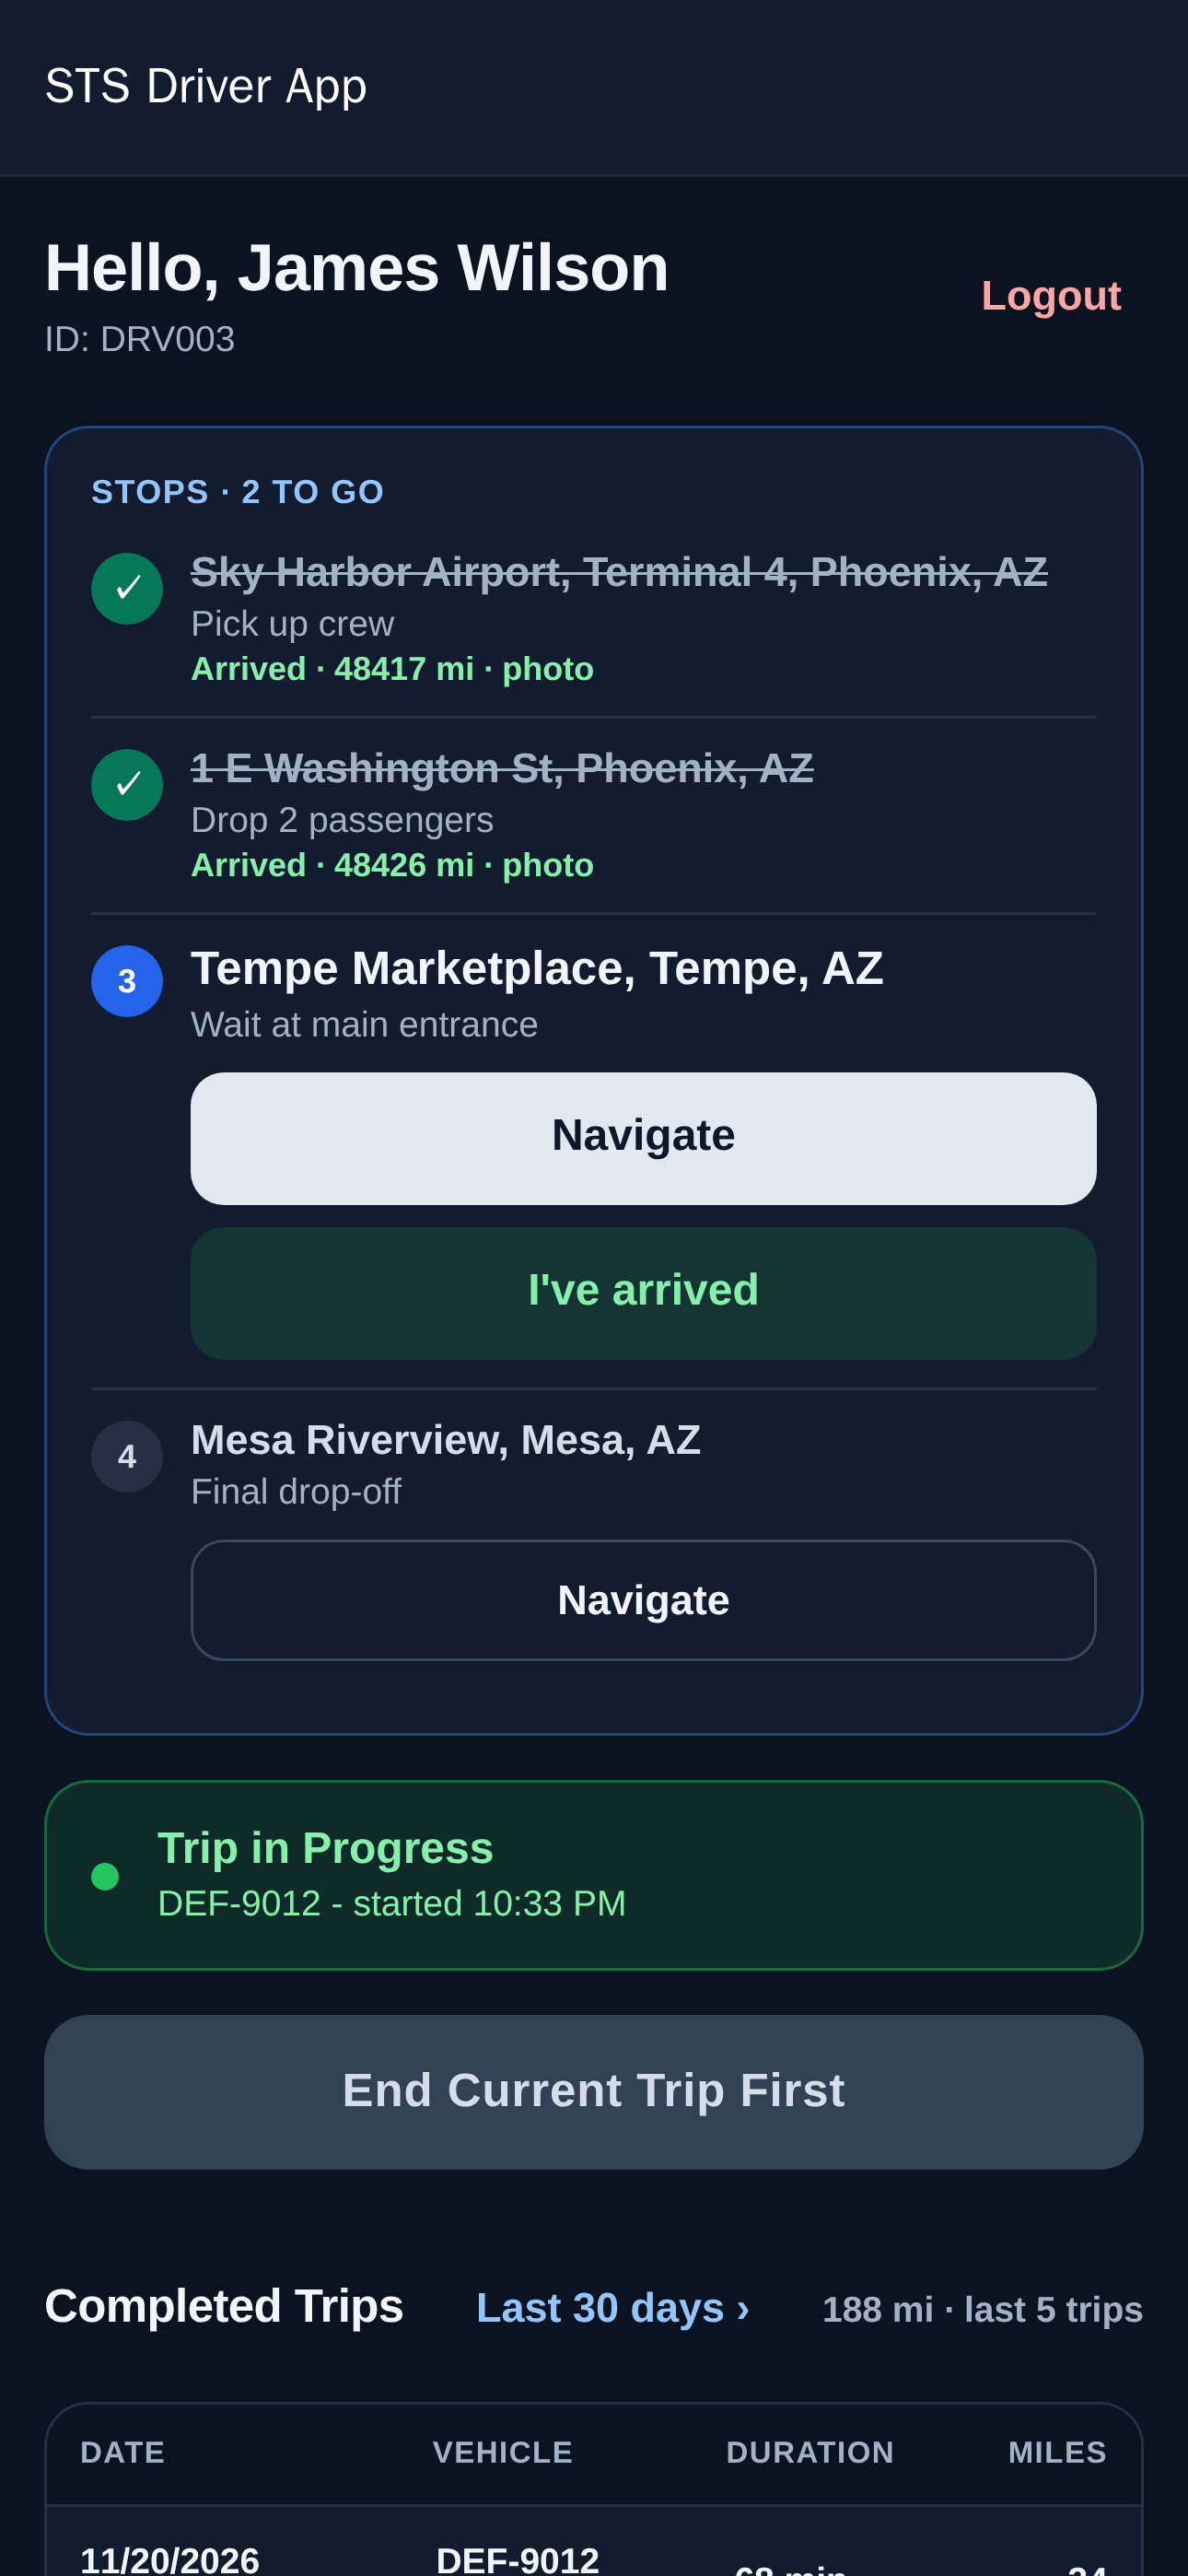 STS Driver App
Hello, James Wilson
Logout
ID: DRV003
STOPS · 2 TO GO
✓ Sky Harbor Airport, Terminal 4, Phoenix, AZ
Pick up crew
Arrived · 48417 mi · photo
✓ 1 E Washington St, Phoenix, AZ
Drop 2 passengers
Arrived · 48426 mi · photo
3 Tempe Marketplace, Tempe, AZ
Wait at main entrance
Navigate
I've arrived
4 Mesa Riverview, Mesa, AZ
Final drop-off
Navigate
Trip in Progress
DEF-9012 - started 10:33 PM
End Current Trip First
Completed Trips Last 30 days › 188 mi · last 5 trips
DATE VEHICLE DURATION MILES
11/20/2026 DEF-9012